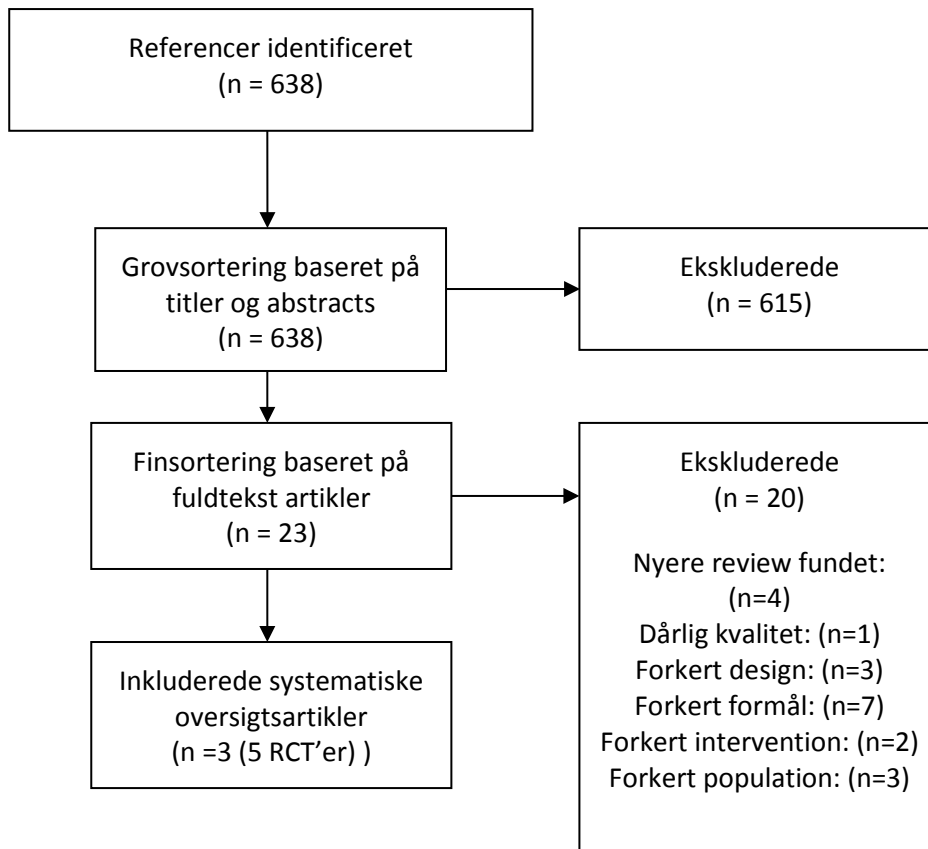 Referencer identificeret
(n = 638)
Grovsortering baseret på
titler og abstracts
(n = 638)
Ekskluderede
(n = 615)
Finsortering baseret på
fuldtekst artikler
(n = 23)
Ekskluderede
(n = 20)
Nyere review fundet:
(n=4)
Dårlig kvalitet: (n=1)
Forkert design: (n=3)
Forkert formål: (n=7)
Forkert intervention: (n=2)
Forkert population: (n=3)
Inkluderede systematiske
oversigtsartikler
(n =3 (5 RCT’er) )